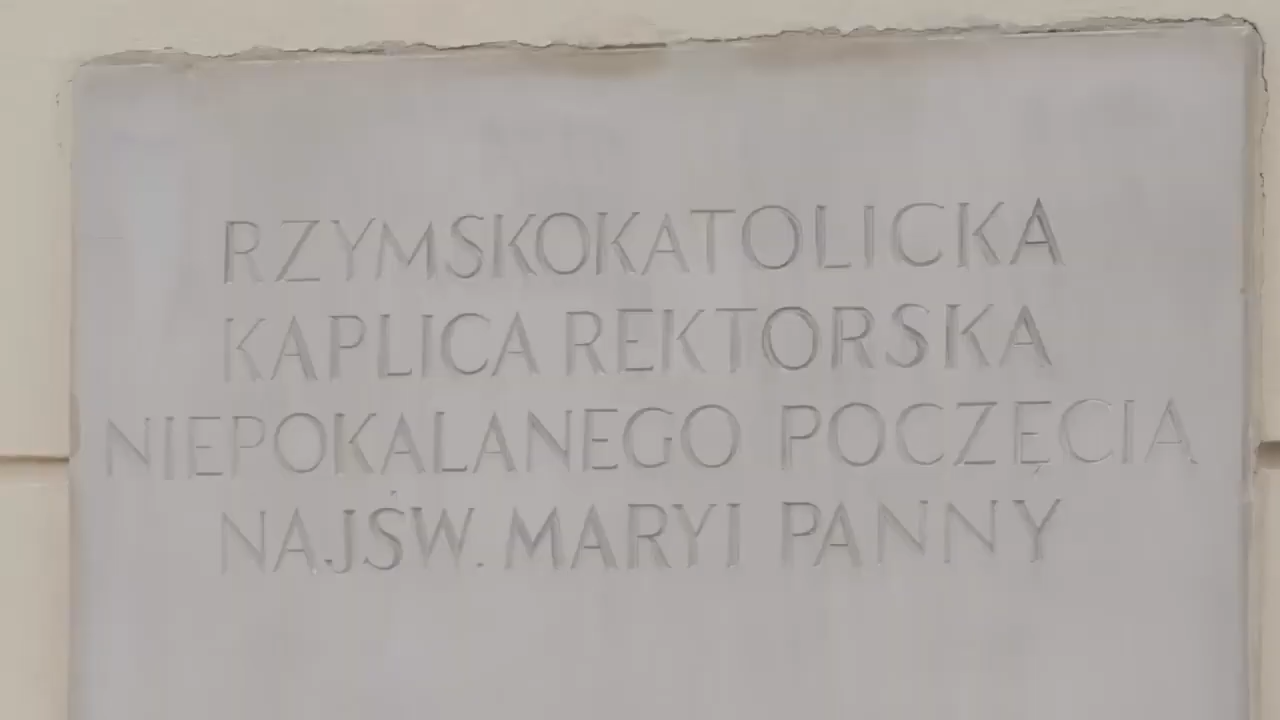 RZYMSKOKATOLICKA
KAPLICA REKTORSKA
NIEPOKALANEGO POCZĘCIA
NAJŚW. MARYI PANNY